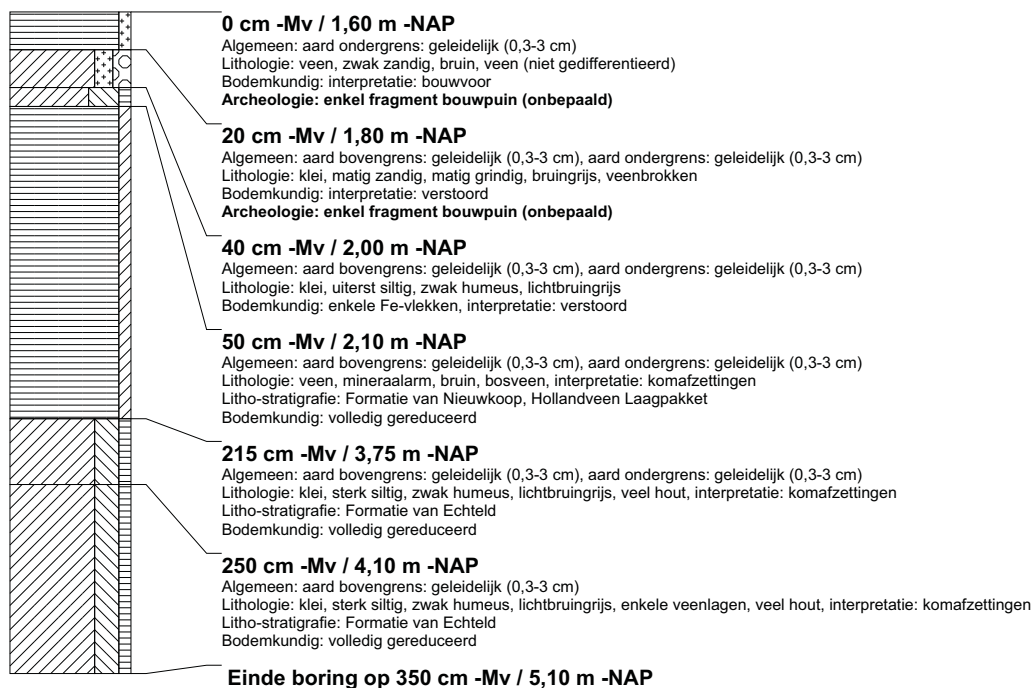 0 cm -Mv / 1,60 m -NAP
Algemeen: aard ondergrens: geleidelijk (0,3-3 cm)
Lithologie: veen, zwak zandig, bruin, veen (niet gedifferentieerd)
Bodemkundig: interpretatie: bouwvoor
Archeologie: enkel fragment bouwpuin (onbepaald)
20 cm -Mv / 1,80 m -NAP
Algemeen: aard bovengrens: geleidelijk (0,3-3 cm), aard ondergrens: geleidelijk (0,3-3 cm)
Lithologie: klei, matig zandig, matig grindig, bruingrijs, veenbrokken
Bodemkundig: interpretatie: verstoord
Archeologie: enkel fragment bouwpuin (onbepaald)
40 cm -Mv / 2,00 m -NAP
Algemeen: aard bovengrens: geleidelijk (0,3-3 cm), aard ondergrens: geleidelijk (0,3-3 cm)
Lithologie: klei, uiterst siltig, zwak humeus, lichtbruingrijs
Bodemkundig: enkele Fe-vlekken, interpretatie: verstoord
50 cm -Mv / 2,10 m -NAP
Algemeen: aard bovengrens: geleidelijk (0,3-3 cm), aard ondergrens: geleidelijk (0,3-3 cm)
Lithologie: veen, mineraalarm, bruin, bosveen, interpretatie: komafzettingen
Litho-stratigrafie: Formatie van Nieuwkoop, Hollandveen Laagpakket
Bodemkundig: volledig gereduceerd
215 cm -Mv / 3,75 m -NAP
Algemeen: aard bovengrens: geleidelijk (0,3-3 cm), aard ondergrens: geleidelijk (0,3-3 cm)
Lithologie: klei, sterk siltig, zwak humeus, lichtbruingrijs, veel hout, interpretatie: komafzettingen
Litho-stratigrafie: Formatie van Echteld
Bodemkundig: volledig gereduceerd
250 cm -Mv / 4,10 m -NAP
Algemeen: aard bovengrens: geleidelijk (0,3-3 cm)
Lithologie: klei, sterk siltig, zwak humeus, lichtbruingrijs, enkele veenlagen, veel hout, interpretatie: komafzettingen
Litho-stratigrafie: Formatie van Echteld
Bodemkundig: volledig gereduceerd
Einde boring op 350 cm -Mv / 5,10 m -NAP